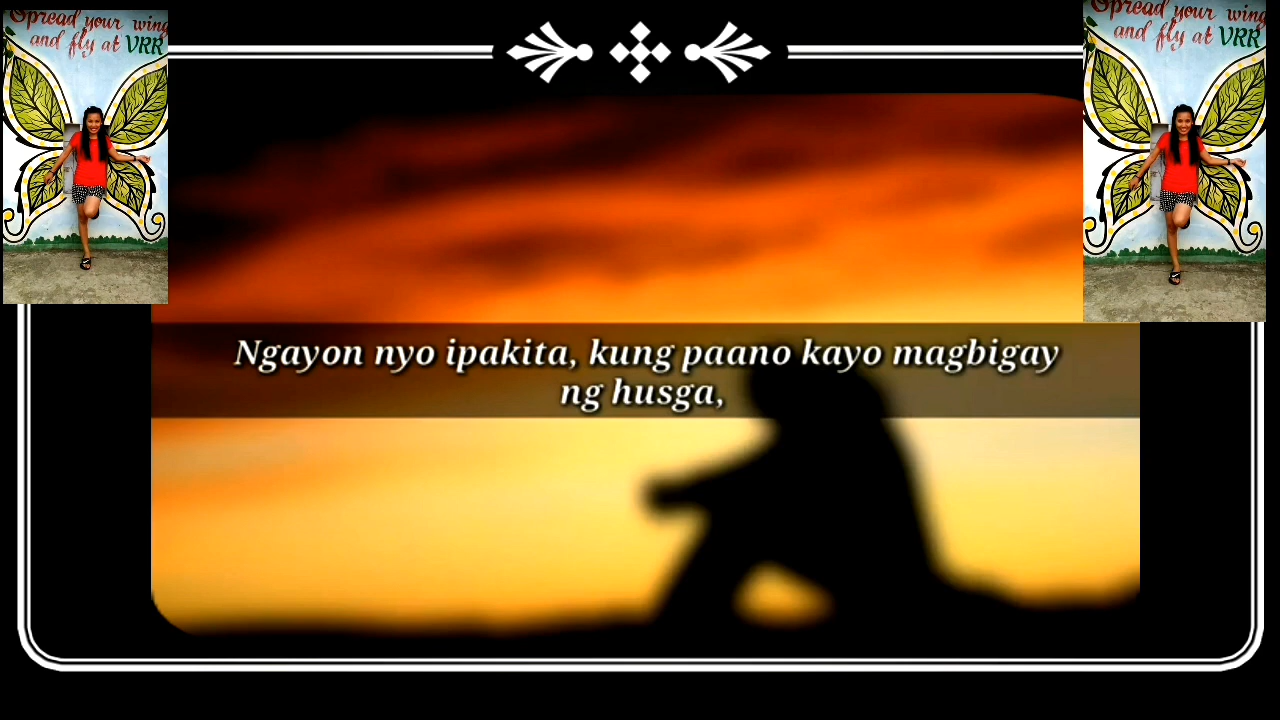 Spread your wing
and fly at VRR
Spread your wing
and fly at VRR
Ngayon nyo ipakita, kung paano kayo magbigay
ng husga,